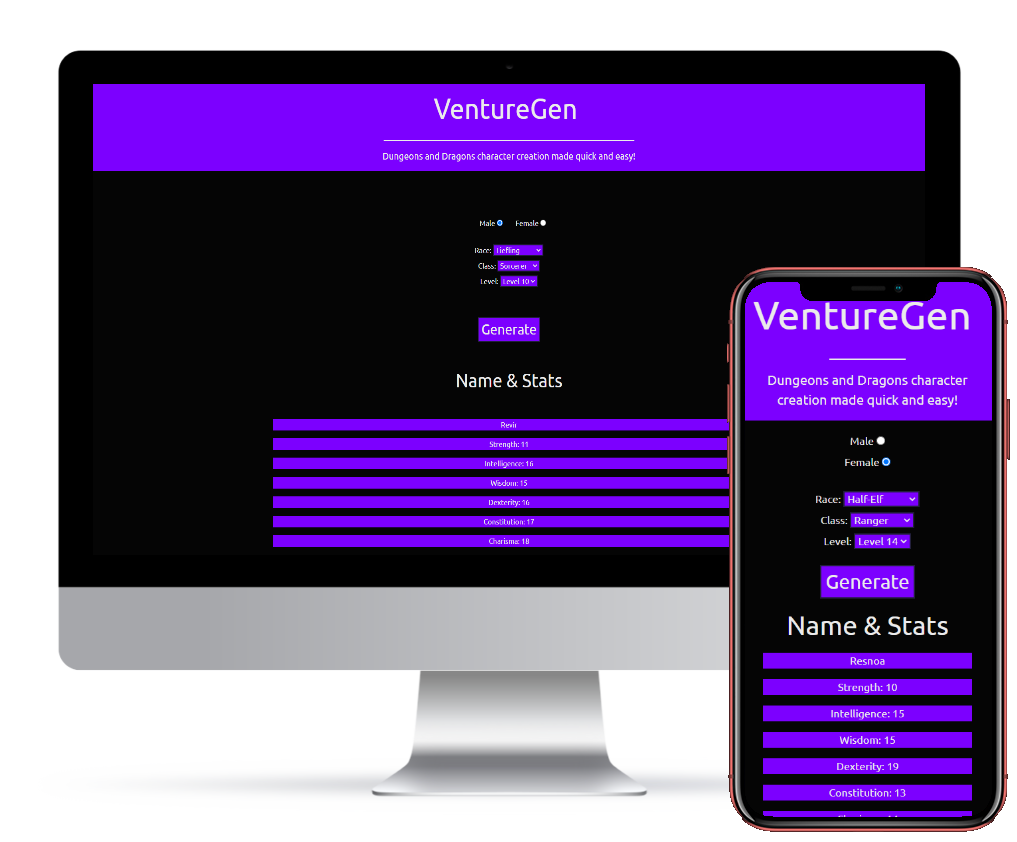 VentureGen
Dungeons and Dragons character creation made quick and easy!
Male Female
Race: Tiefling
Class: Sorcerer
Level: Level 10
Generate
Name & Stats
Revir
Strength: 11
Intelligence: 16
Wisdom: 15
Dexterity: 16
Constitution: 17
Charisma: 18
VentureGen
Dungeons and Dragons character
creation made quick and easy!
Male
Female
Race: Half-Elf
Class: Ranger
Level: Level 14
Generate
Name & Stats
Resnoa
Strength: 10
Intelligence: 15
Wisdom: 15
Dexterity: 19
Constitution: 13